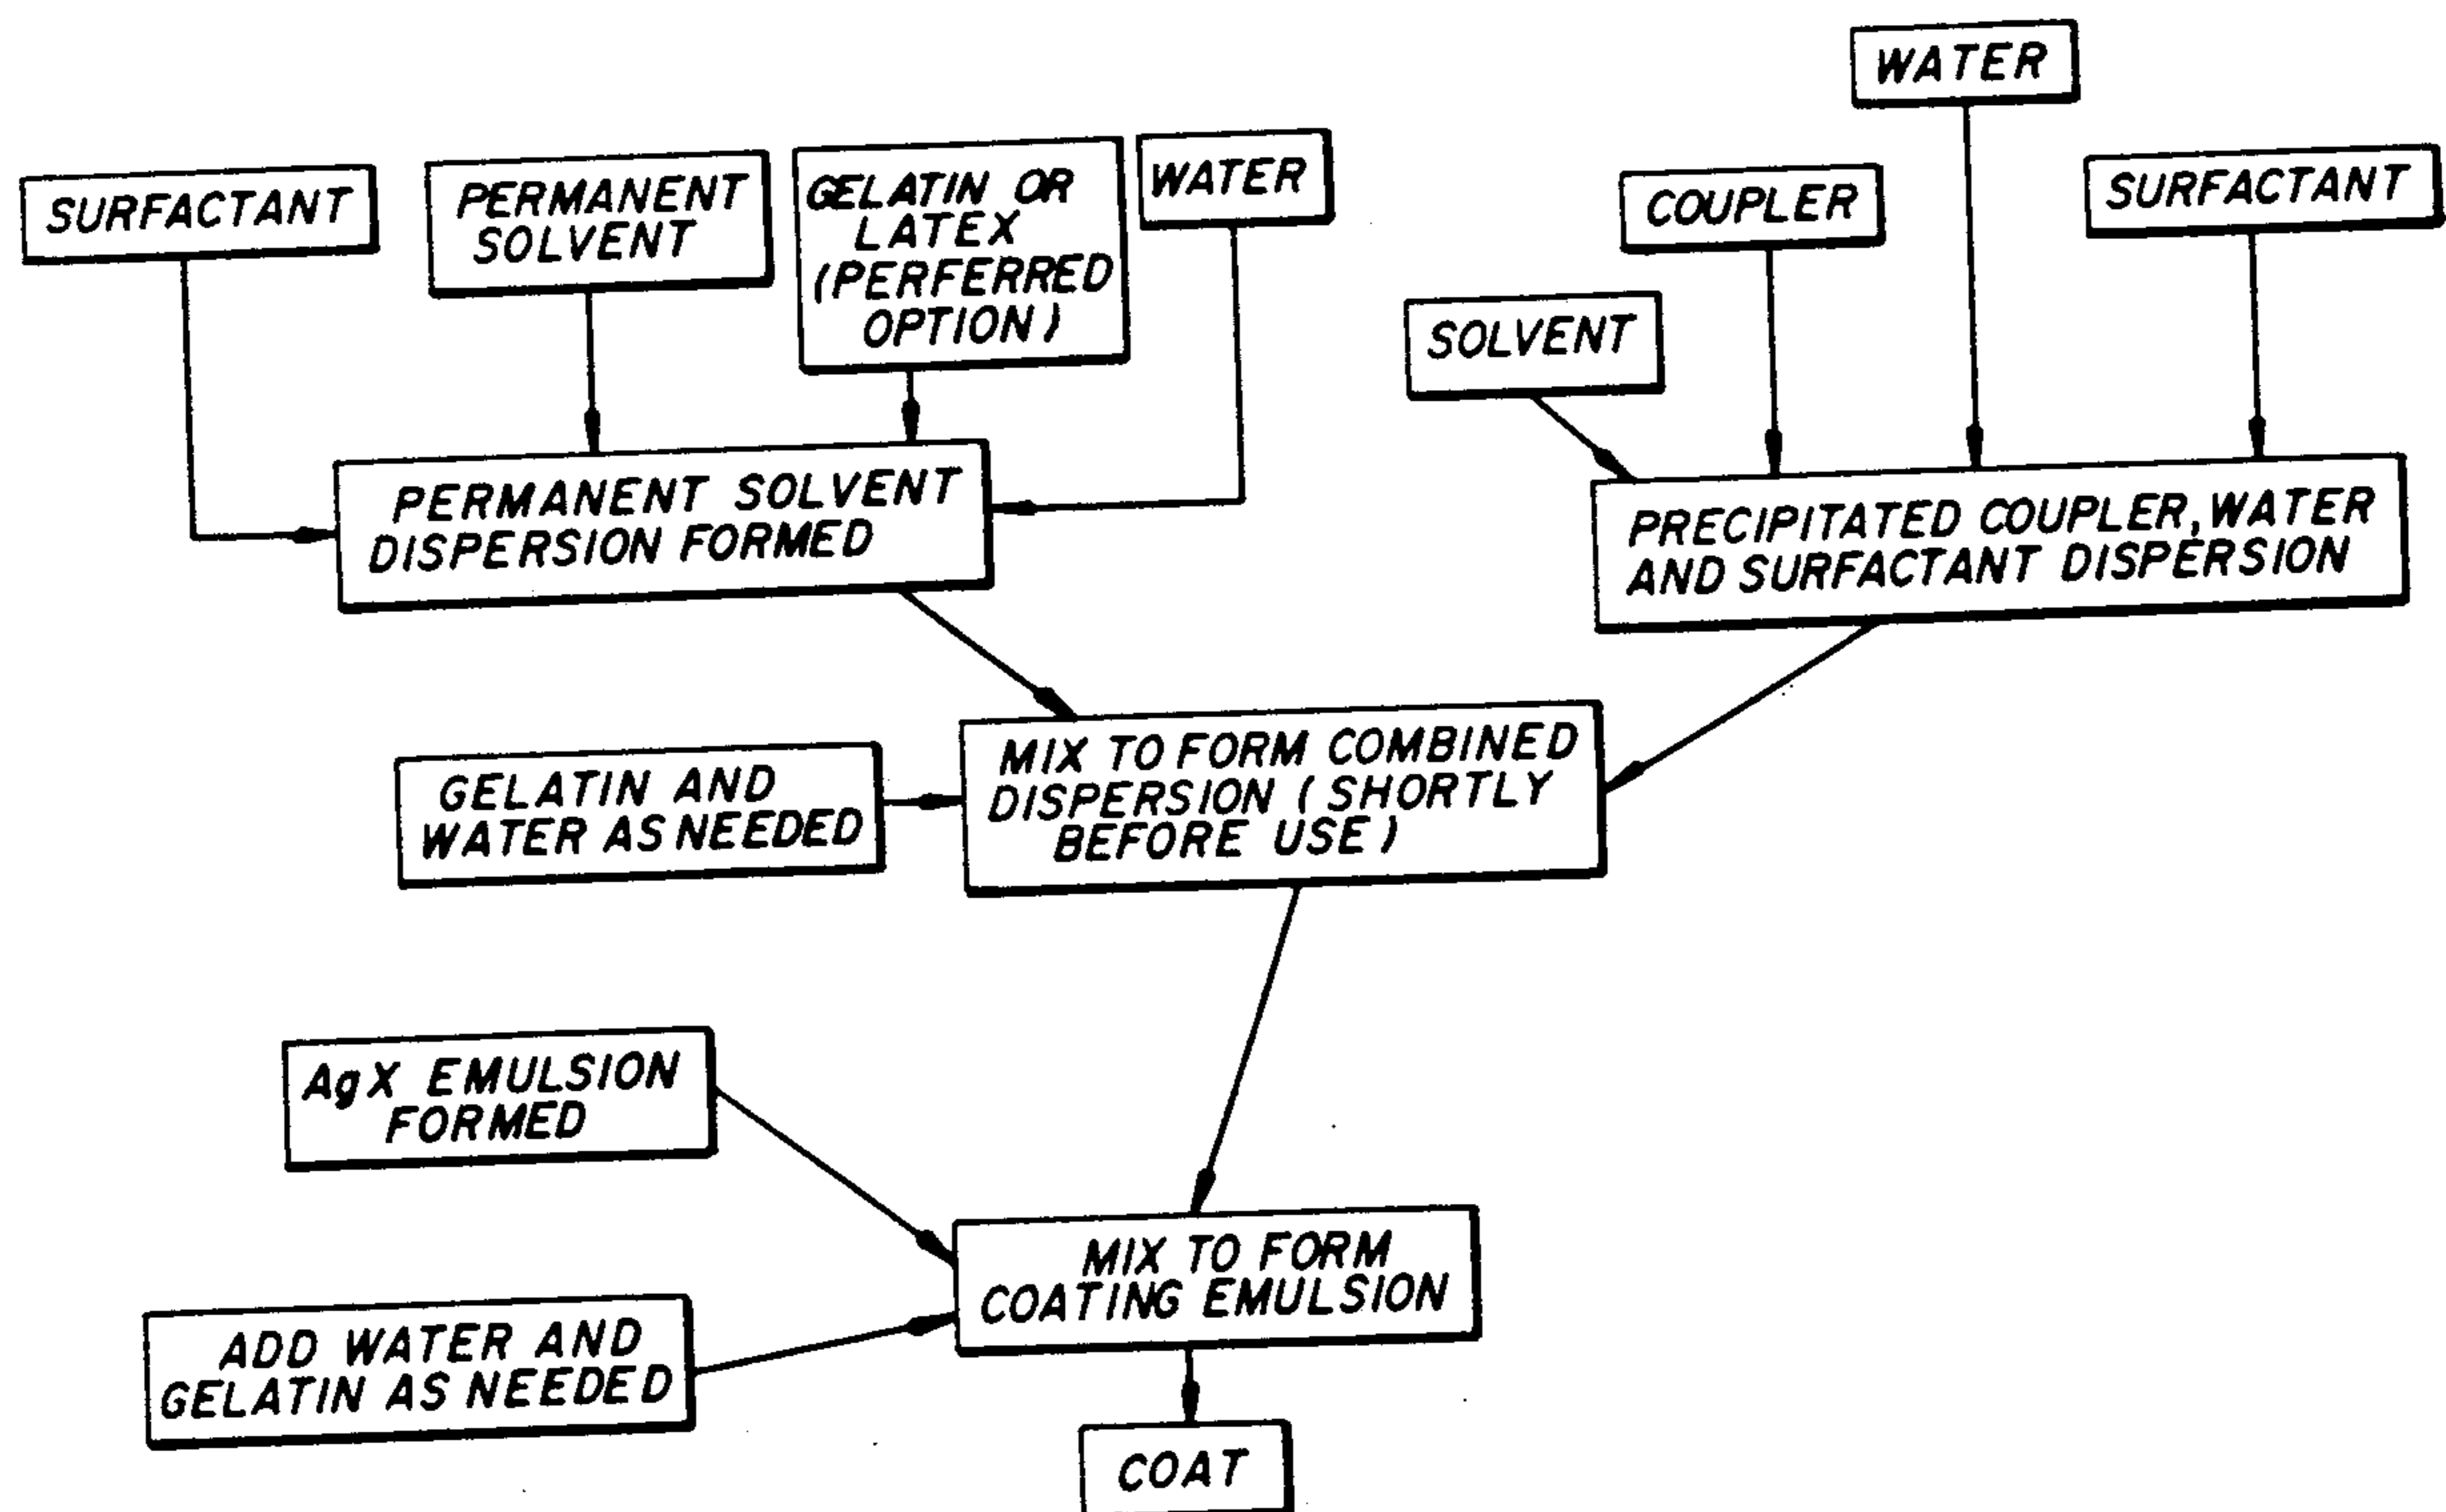 WATER
SURFACTANT
PERMANENT
SOLVENT
GELATIN OR
LATEX
(PERFERRED
OPTION)
WATER
COUPLER
SURFACTANT
SOLVENT
PERMANENT SOLVENT
DISPERSION FORMED
PRECIPITATED COUPLER, WATER
AND SURFACTANT DISPERSION
MIX TO FORM COMBINED
DISPERSION (SHORTLY
BEFORE USE)
GELATIN AND
WATER AS NEEDED
AgX EMULSION
FORMED
MIX TO FORM
COATING EMULSION
ADD WATER AND
GELATIN AS NEEDED
COAT